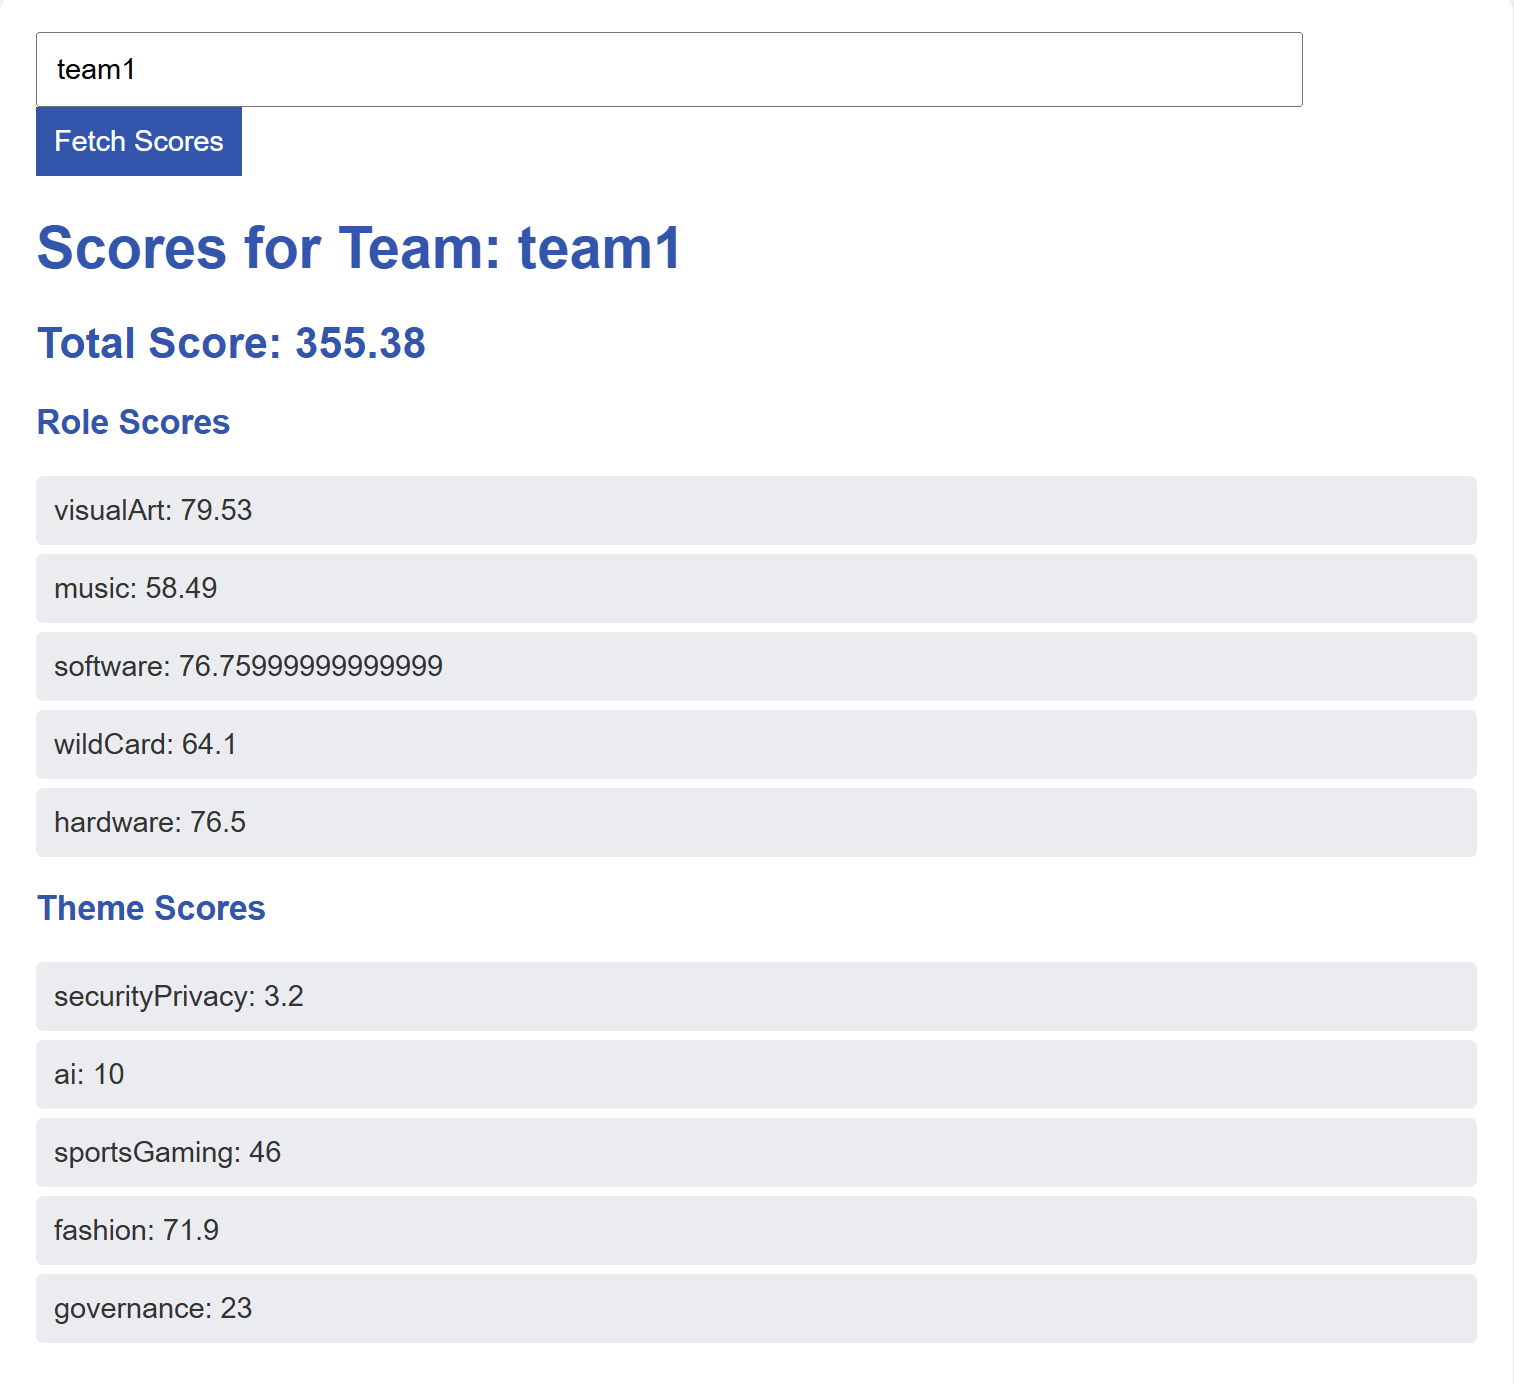 team1
Fetch Scores
Scores for Team: team1
Total Score: 355.38
Role Scores
visualArt: 79.53
music: 58.49
software: 76.75999999999999
wildCard: 64.1
hardware: 76.5
Theme Scores
securityPrivacy: 3.2
ai: 10
sportsGaming: 46
fashion: 71.9
governance: 23